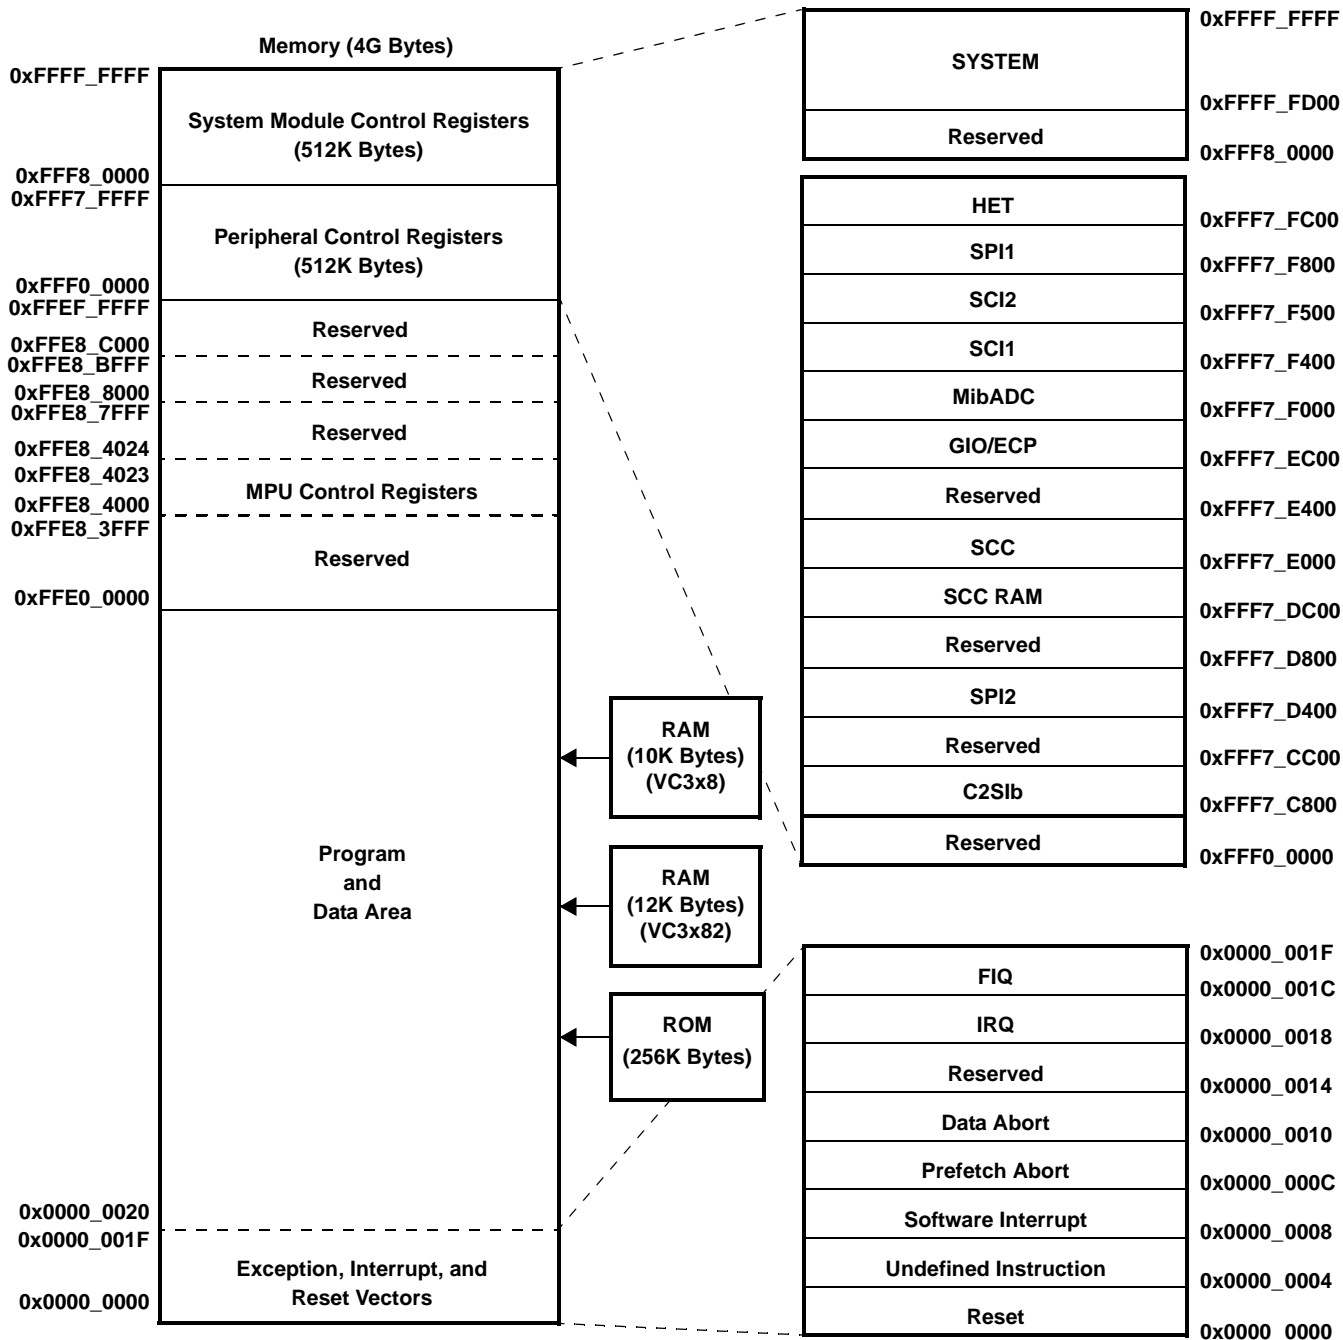 Memory (4G Bytes)
0xFFFF_FFFF
System Module Control Registers
(512K Bytes)
0xFFF8_0000
0xFFF7_FFFF
Peripheral Control Registers
(512K Bytes)
0xFFF0_0000
0xFFEF_FFFF
Reserved
0xFFE8_C000
0xFFE8_BFFF
Reserved
0xFFE8_8000
0xFFE8_7FFF
Reserved
0xFFE8_4024
0xFFE8_4023
MPU Control Registers
0xFFE8_4000
0xFFE8_3FFF
Reserved
0xFFE0_0000
Program
and
Data Area
0x0000_0020
0x0000_001F
Exception, Interrupt, and
Reset Vectors
0x0000_0000
RAM
(10K Bytes)
(VC3x8)
RAM
(12K Bytes)
(VC3x82)
ROM
(256K Bytes)
0xFFFF_FFFF
SYSTEM
0xFFFF_FD00
Reserved
0xFFF8_0000
HET
0xFFF7_FC00
SPI1
0xFFF7_F800
SCI2
0xFFF7_F500
SCI1
0xFFF7_F400
MibADC
0xFFF7_F000
GIO/ECP
0xFFF7_EC00
Reserved
0xFFF7_E400
SCC
0xFFF7_E000
SCC RAM
0xFFF7_DC00
Reserved
0xFFF7_D800
SPI2
0xFFF7_D400
Reserved
0xFFF7_CC00
C2SIb
0xFFF7_C800
Reserved
0xFFF0_0000
0x0000_001F
FIQ
0x0000_001C
IRQ
0x0000_0018
Reserved
0x0000_0014
Data Abort
0x0000_0010
Prefetch Abort
0x0000_000C
Software Interrupt
0x0000_0008
Undefined Instruction
0x0000_0004
Reset
0x0000_0000